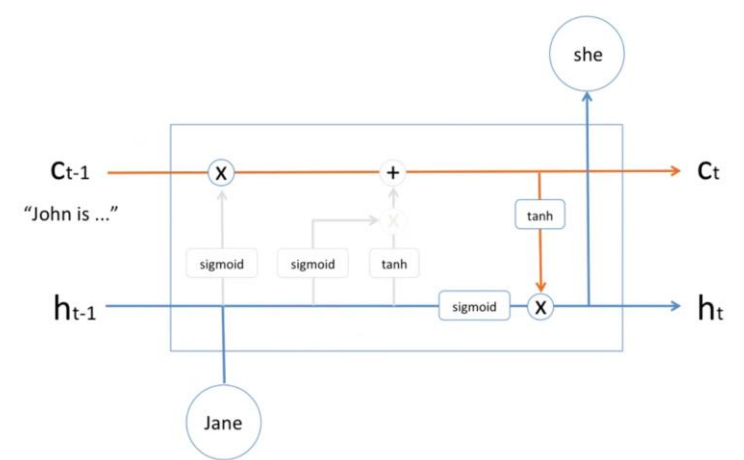 she
Ct-1
X
+
Ct
"John is ..."
tanh
X
sigmoid
sigmoid
tanh
ht-1
sigmoid
X
ht
Jane